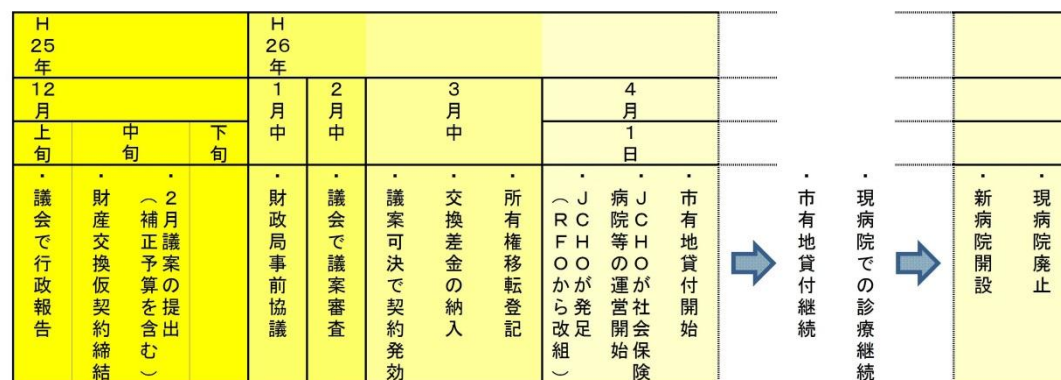 H25年
H26年
12月
1月中
2月中
3月中
4月
上旬
中旬
下旬
1日
・議会で行政報告
・財産交換仮契約締結
・2月議案の提出
（補正予算を含む）
・財政局事前協議
・議会で議案審査
・議案可決で契約発効
・交換差金の納入
・所有権移転登記
・JCHOが発足
（RFOから改組）
・JCHOが社会保険
病院等の運営開始
・市有地貸付開始
・市有地貸付継続
・現病院での診療継続
・新病院開設
・現病院廃止